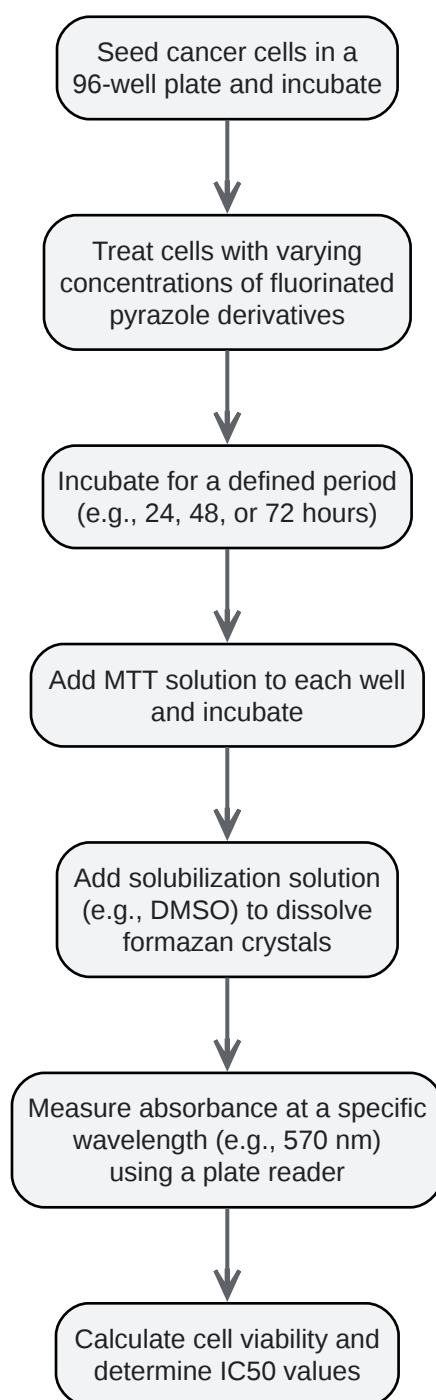 Seed cancer cells in a
96-well plate and incubate
Treat cells with varying
concentrations of fluorinated
pyrazole derivatives
Incubate for a defined period
(e.g., 24, 48, or 72 hours)
Add MTT solution to each well
and incubate
Add solubilization solution
(e.g., DMSO) to dissolve
formazan crystals
Measure absorbance at a specific
wavelength (e.g., 570 nm)
using a plate reader
Calculate cell viability and
determine IC50 values